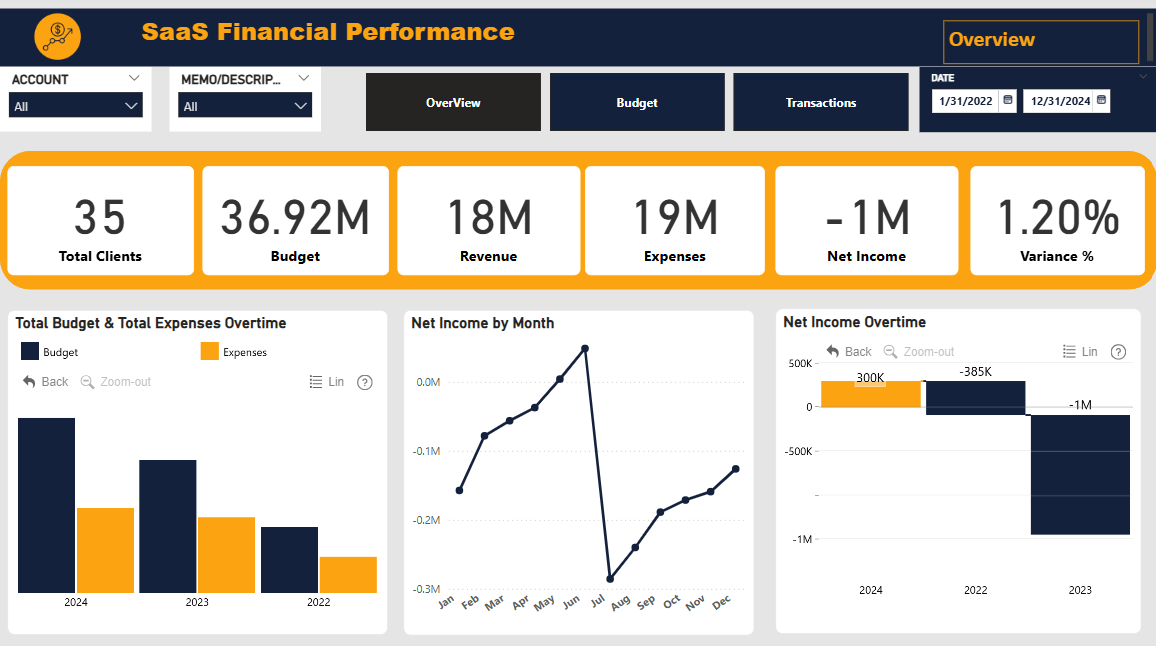 SaaS Financial Performance
Overview
ACCOUNT
All
MEMO/DESCRIP...
All
OverView
Budget
Transactions
DATE
1/31/2022
12/31/2024
35
Total Clients
36.92M
Budget
18M
Revenue
19M
Expenses
-1M
Net Income
1.20%
Variance %
Total Budget & Total Expenses Overtime
Budget
Expenses
Back
Zoom-out
Lin
?
2024
2023
2022
Net Income by Month
0.0M
-0.1M
-0.2M
-0.3M
Jan
Feb
Mar
Apr
May
Jun
Jul
Aug
Sep
Oct
Nov
Dec
Net Income Overtime
Back
Zoom-out
Lin
?
500K
0
-500K
-1M
300K
-385K
-1M
2024
2022
2023